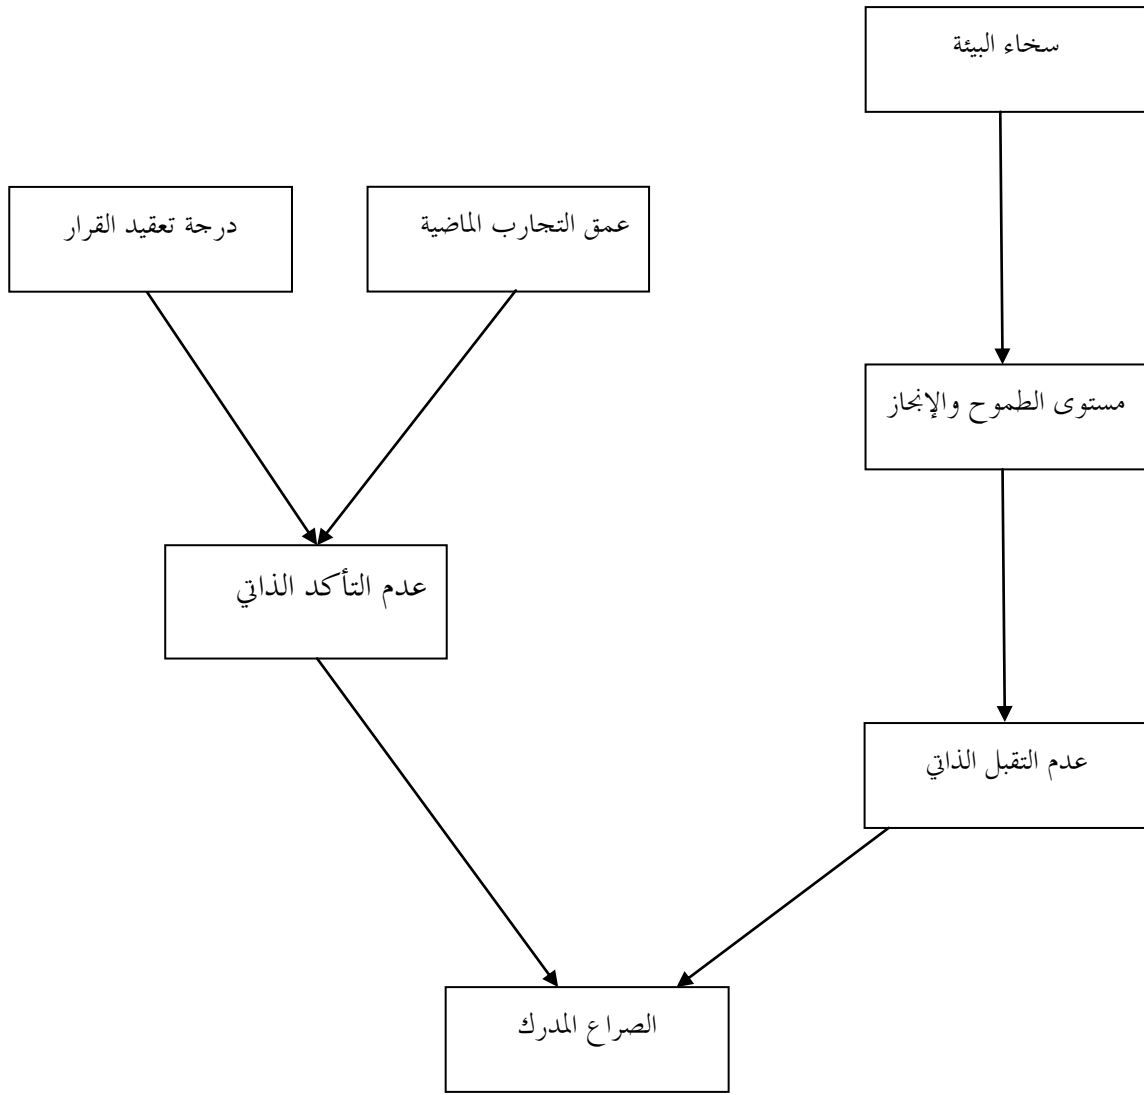 سخاء البيئة
عمق التجارب الماضية
درجة تعقيد القرار
مستوى الطموح والإنجاز
عدم التأكد الذاتي
عدم التقبل الذاتي
الصراع المدرك